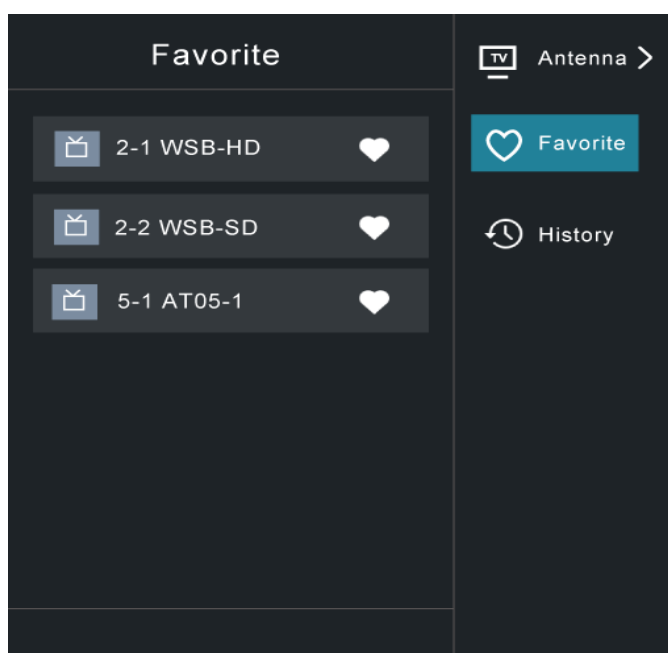 Favorite
2-1 WSB-HD
2-2 WSB-SD
5-1 AT05-1
TV
Antenna
Favorite
History